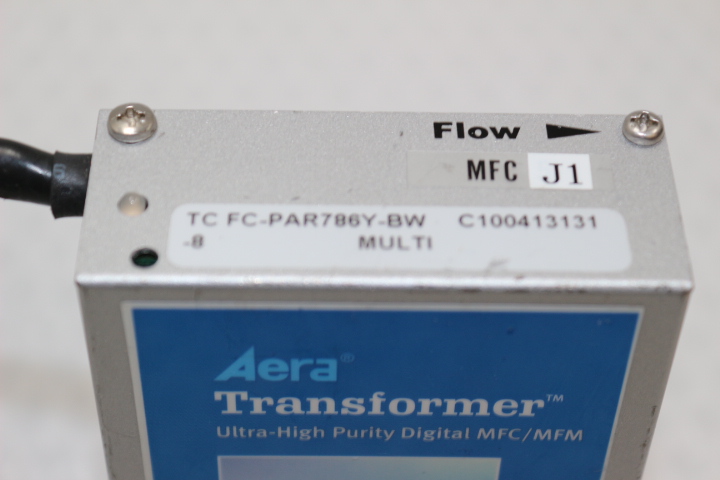 Flow
MFC J1
TC FC-PAR786Y-BW C100413131
-8 MULTI
Aera®
Transformer™
Ultra-High Purity Digital MFC/MFM